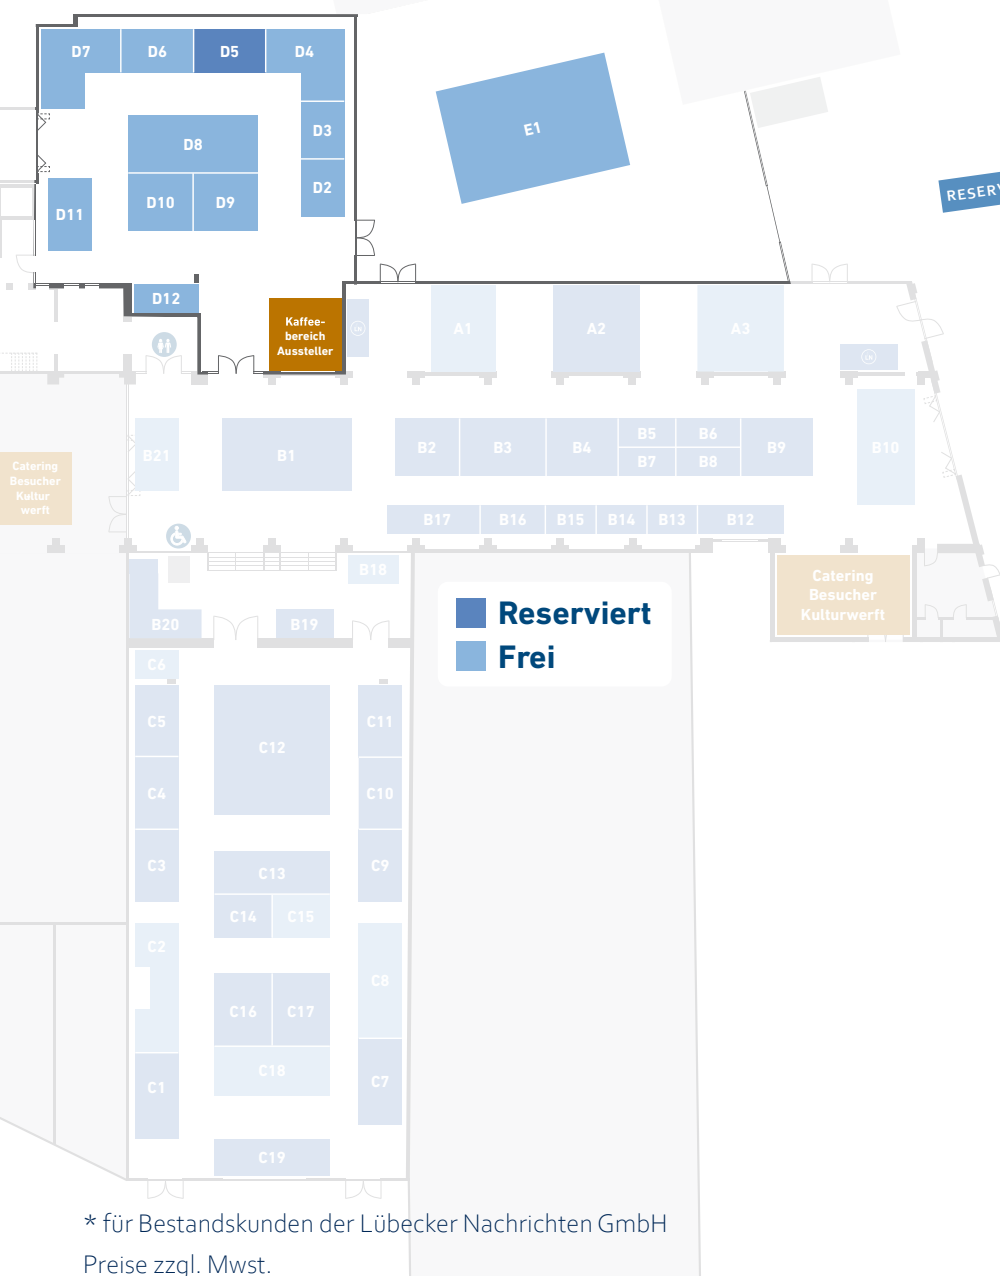 D7
D6
D5
D4
D3
D2
D8
D10
D9
D11
D12
E1
Kaffee-
bereich
Aussteller
LN
A1
A2
A3
LN
B21
B1
B2
B3
B4
B5
B6
B7
B8
B9
B10
Catering
Besucher
Kultur
werft
B17
B16
B15
B14
B13
B12
B18
B20
B19
Catering
Besucher
Kulturwerft
Reserviert
Frei
C6
C5
C12
C11
C4
C10
C3
C13
C9
C14
C15
C2
C8
C16
C17
C18
C1
C7
C19
* für Bestandskunden der Lübecker Nachrichten GmbH
Preise zzgl. Mwst.